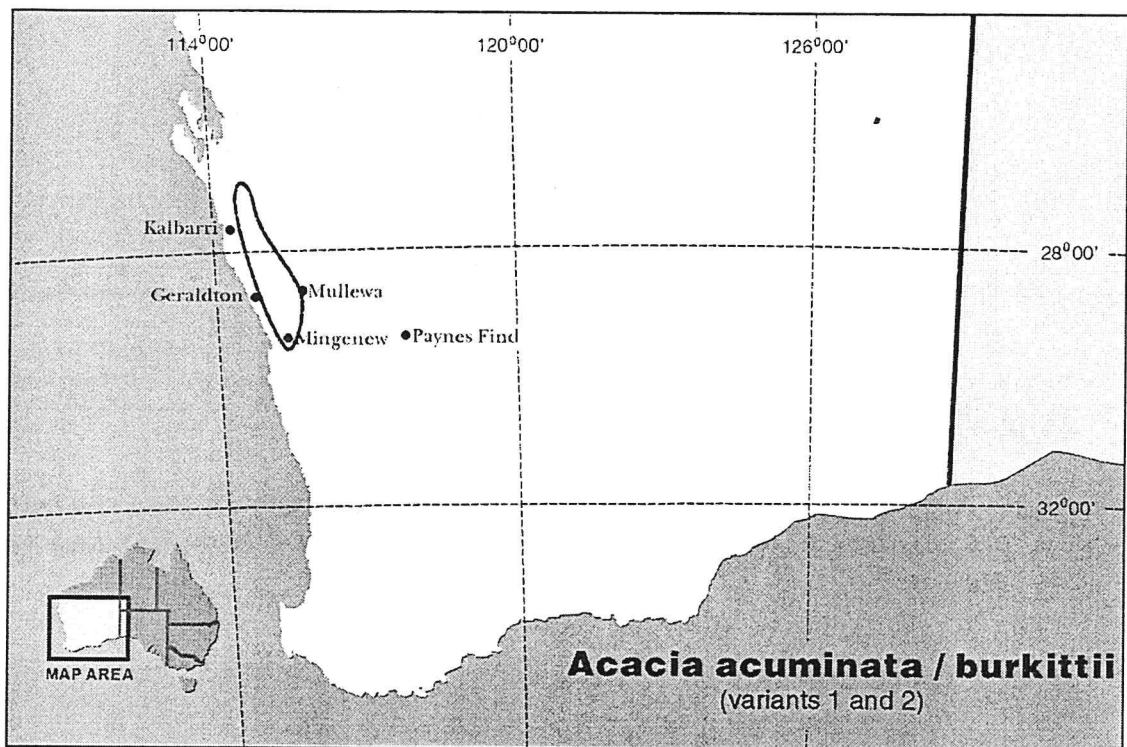 114°00'
120°00'
126°00'
Kalbarri
28°00'
Geraldton
Mullewa
Mingenew
Paynes Find
32°00'
MAP AREA
Acacia acuminata / burkittii
(variants 1 and 2)